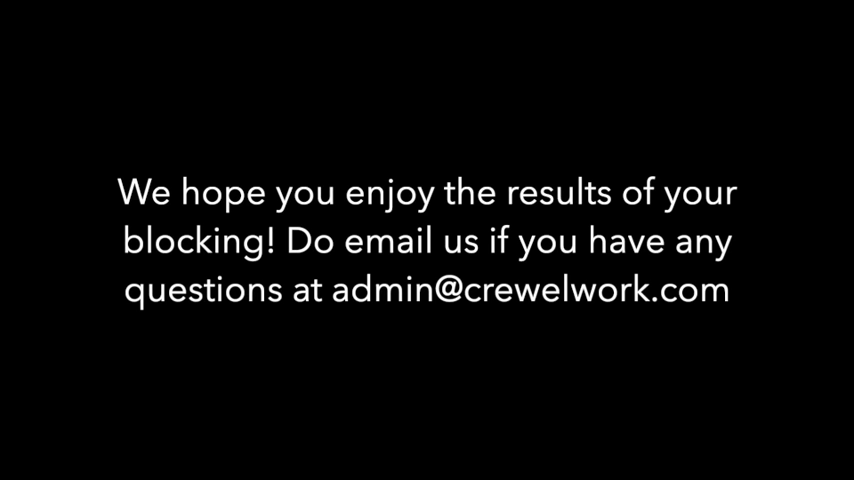 We hope you enjoy the results of your
blocking! Do email us if you have any
questions at admin@crewelwork.com